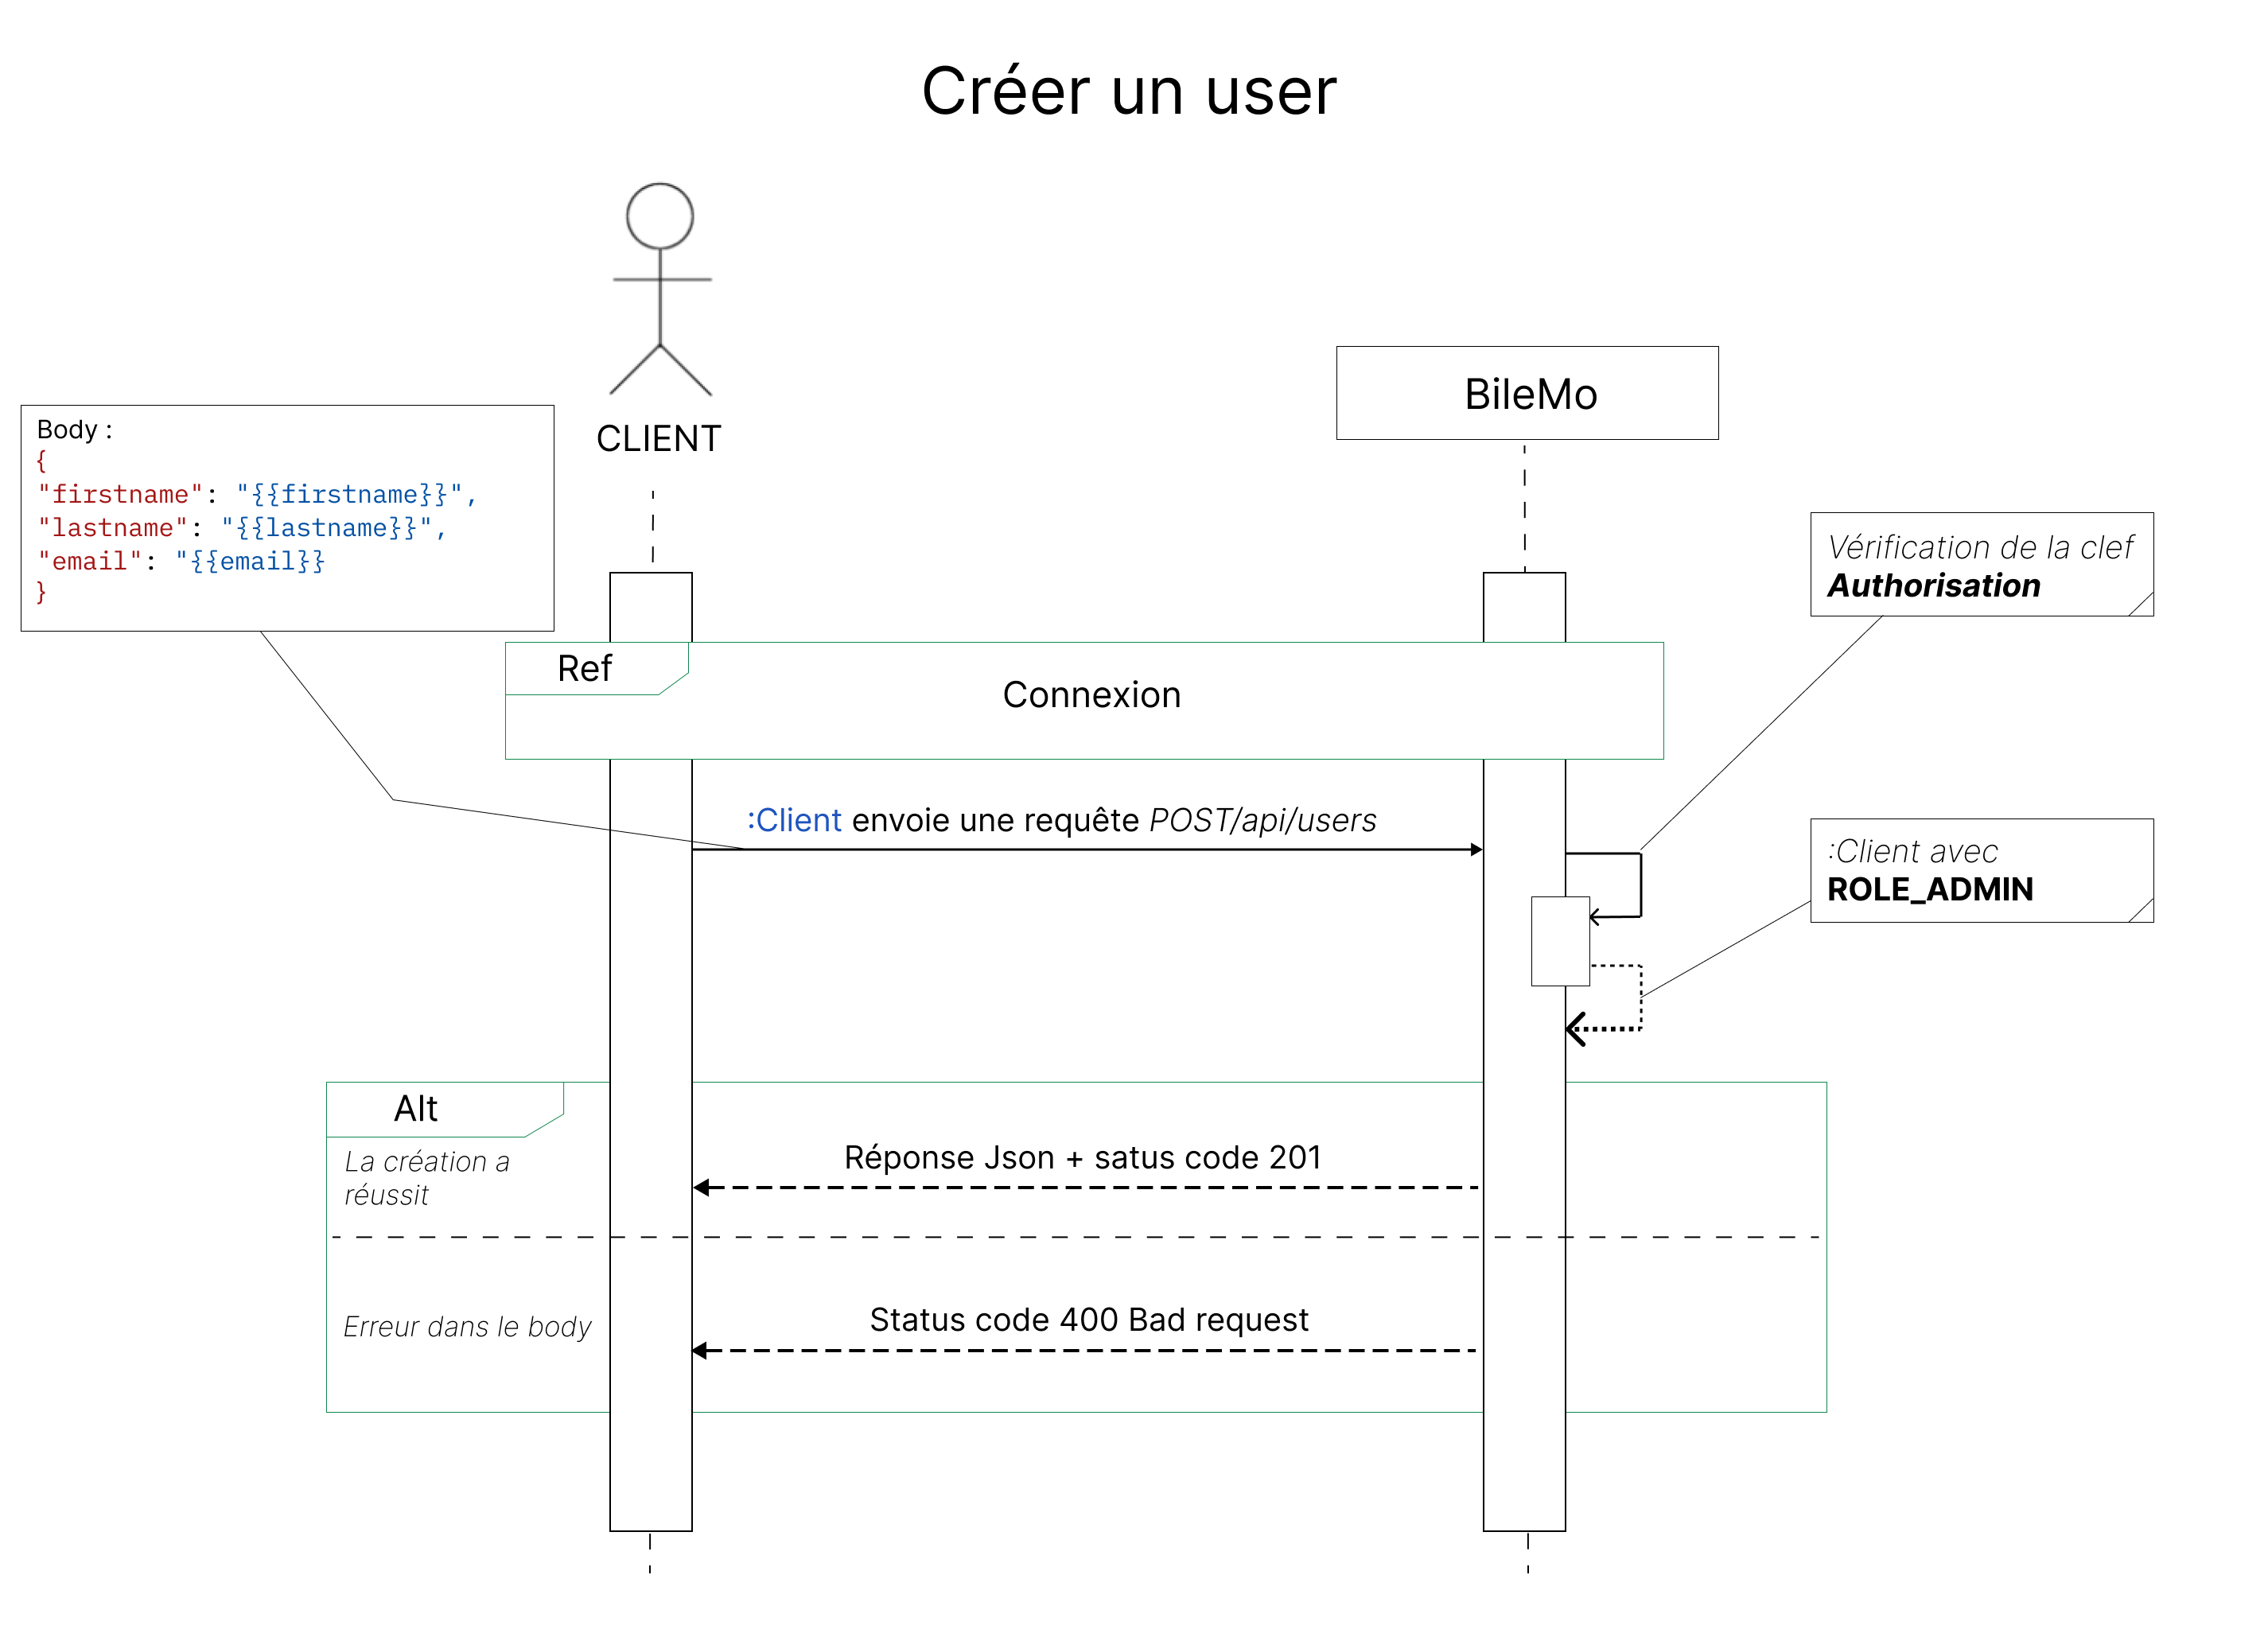 Créer un user
CLIENT
BileMo
Body :
{
"firstname": "{{firstname}}",
"lastname": "{{lastname}}",
"email": "{{email}}
}
Vérification de la clef
Authorisation
Ref
Connexion
:Client envoie une requête POST/api/users
:Client avec
ROLE_ADMIN
Alt
La création a
réussit
Réponse Json + satus code 201
Erreur dans le body
Status code 400 Bad request